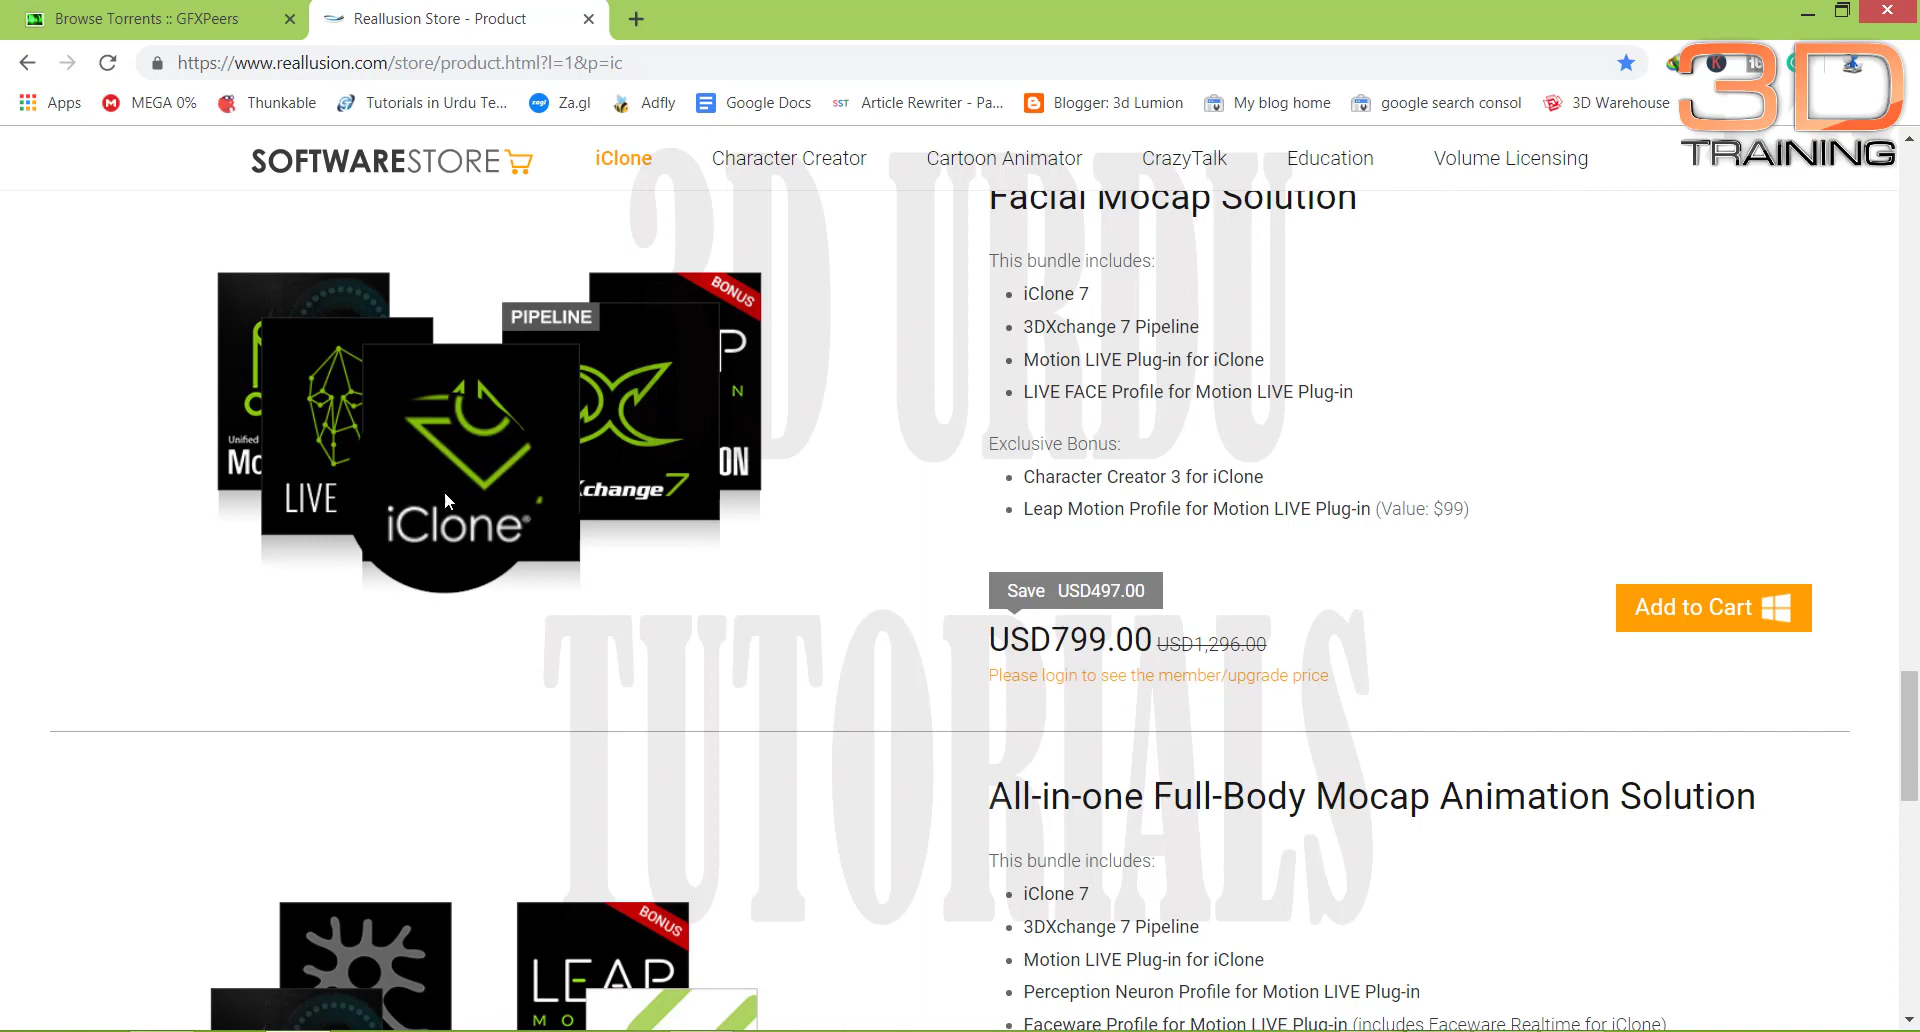 Browse Torrents :: GFXPeers
Reallusion Store - Product
https://www.reallusion.com/store/product.html?l=1&p=ic
Apps
MEGA 0%
Thunkable
Tutorials in Urdu Te...
Za.gl
Adfly
Google Docs
SST Article Rewriter - Pa...
Blogger: 3d Lumion
My blog home
google search consol
3D Warehouse
3D
TRAINING
SOFTWARESTORE
iClone
Character Creator
Cartoon Animator
CrazyTalk
Education
Volume Licensing
3D URDU
TUTORIALS
Facial Mocap Solution
This bundle includes:
iClone 7
3DXchange 7 Pipeline
Motion LIVE Plug-in for iClone
LIVE FACE Profile for Motion LIVE Plug-in
Exclusive Bonus:
Character Creator 3 for iClone
Leap Motion Profile for Motion LIVE Plug-in (Value: $99)
Save USD497.00
USD799.00 USD1,296.00
Please login to see the member/upgrade price
Add to Cart
BONUS
PIPELINE
Unified
LIVE
iClone®
change 7
All-in-one Full-Body Mocap Animation Solution
This bundle includes:
iClone 7
3DXchange 7 Pipeline
Motion LIVE Plug-in for iClone
Perception Neuron Profile for Motion LIVE Plug-in
Faceware Profile for Motion LIVE Plug-in (includes Faceware Realtime for iClone)
BONUS
LEAP